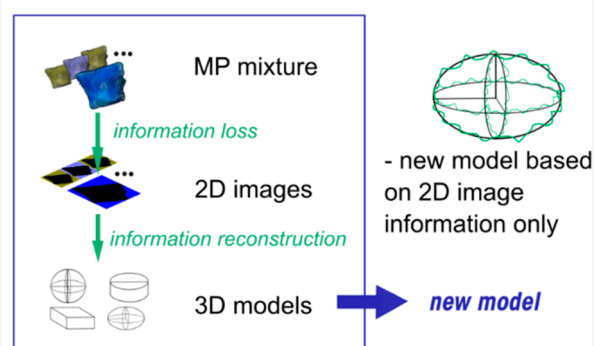 MP mixture
information loss
2D images
information reconstruction
3D models
- new model based
on 2D image
information only
new model